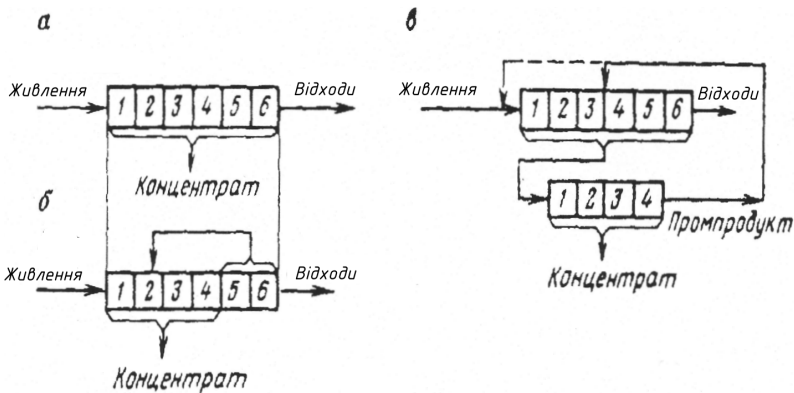 а
Живлення
1 2 3 4 5 6
Відходи
Концентрат
б
Живлення
1 2 3 4 5 6
Відходи
Концентрат
в
Живлення
1 2 3 4 5 6
Відходи
1 2 3 4
Промпродукт
Концентрат